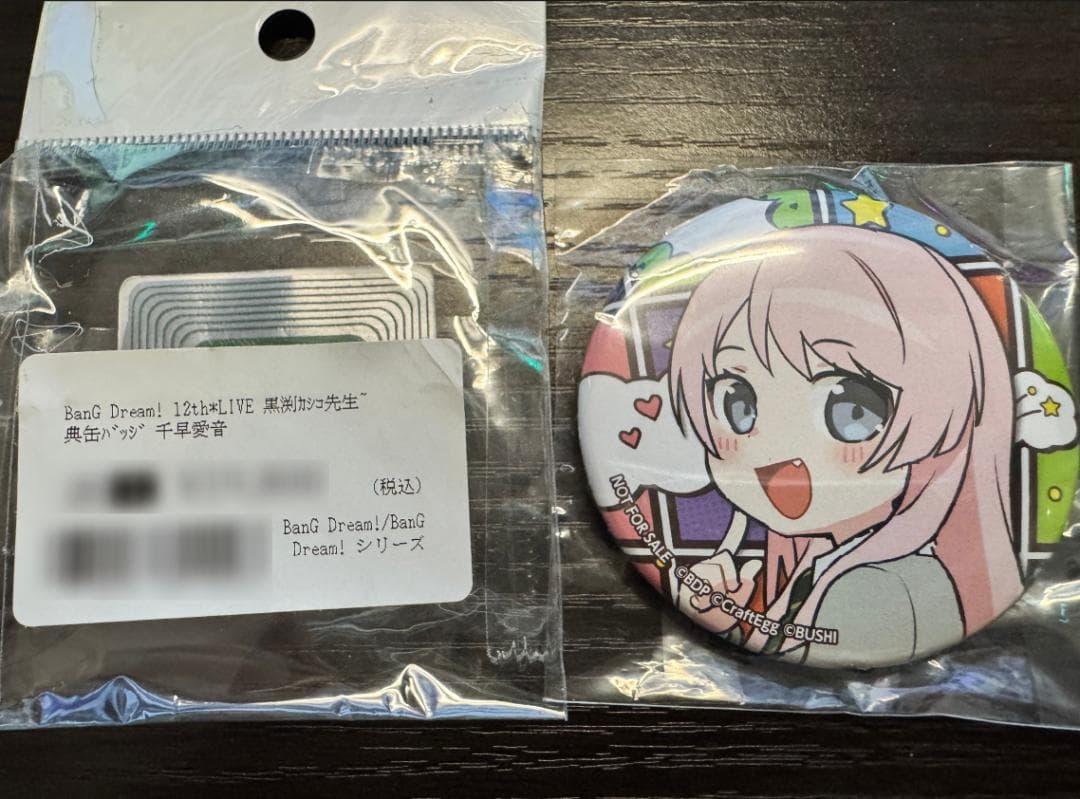 BanG Dream! 12th*LIVE 黒渕ｶｼｺ先生~
典缶ﾊﾞｯｼﾞ 千早愛音
(税込)
BanG Dream!/BanG
Dream! シリーズ
NOT FOR SALE
©BDP ©CraftEgg ©BUSHI